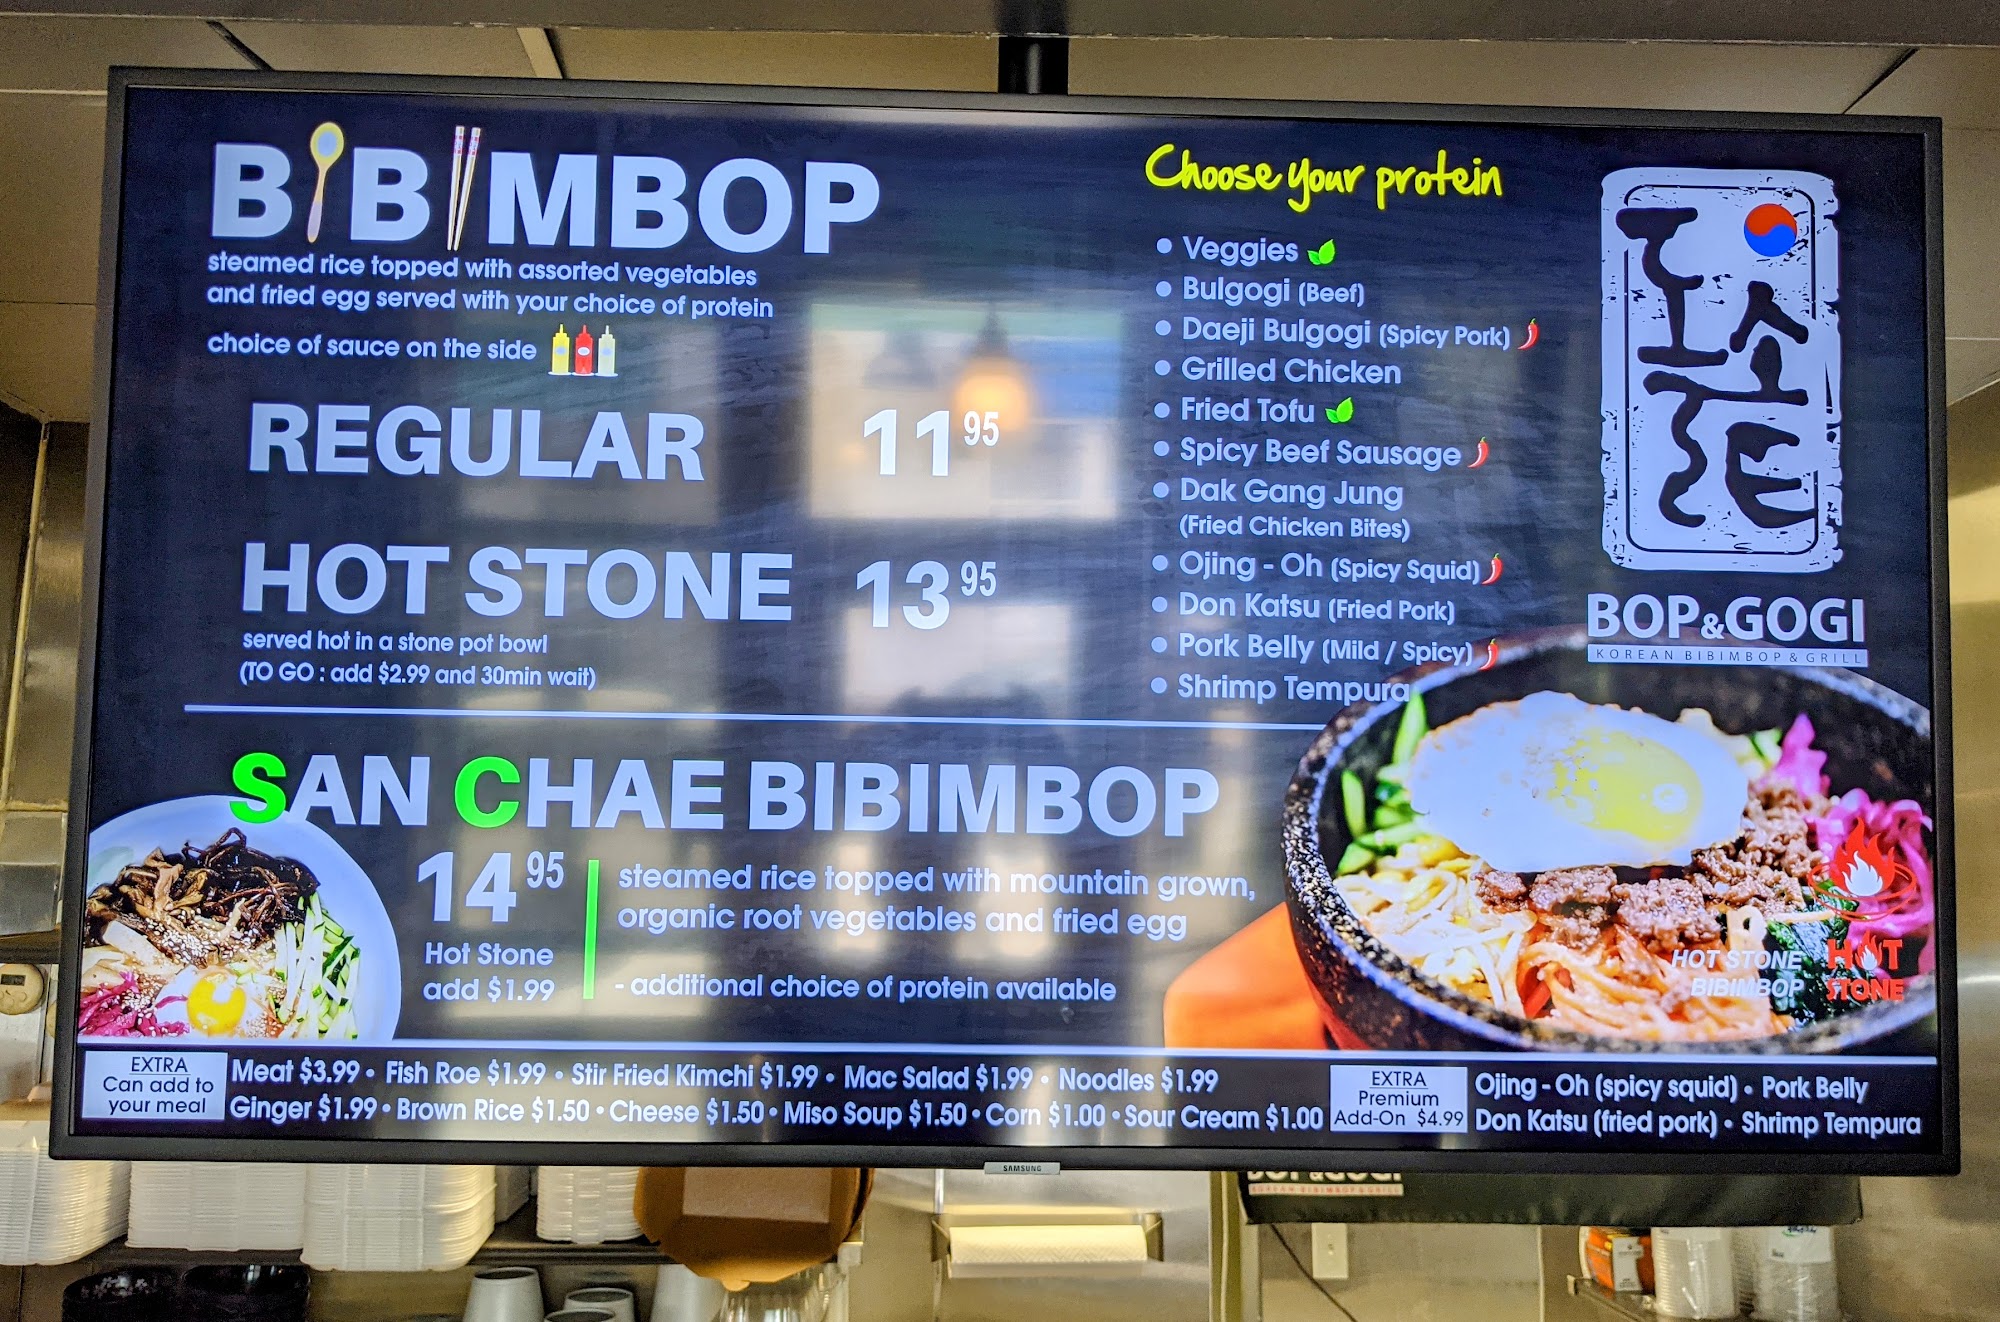 BIBIMBOP
steamed rice topped with assorted vegetables
and fried egg served with your choice of protein
choice of sauce on the side
REGULAR 11 95
HOT STONE 13 95
served hot in a stone pot bowl
(TO GO : add $2.99 and 30min wait)
Choose your protein
• Veggies
• Bulgogi (Beef)
• Daeji Bulgogi (Spicy Pork)
• Grilled Chicken
• Fried Tofu
• Spicy Beef Sausage
• Dak Gang Jung
(Fried Chicken Bites)
• Ojing - Oh (Spicy Squid)
• Don Katsu (Fried Pork)
• Pork Belly (Mild / Spicy)
• Shrimp Tempura
BOP&GOGI
KOREAN BIBIMBOP & GRILL
SAN CHAE BIBIMBOP
14 95
Hot Stone
add $1.99
steamed rice topped with mountain grown,
organic root vegetables and fried egg
- additional choice of protein available
HOT STONE
BIBIMBOP
HOT
STONE
EXTRA
Can add to
your meal
Meat $3.99 • Fish Roe $1.99 • Stir Fried Kimchi $1.99 • Mac Salad $1.99 • Noodles $1.99
Ginger $1.99 • Brown Rice $1.50 • Cheese $1.50 • Miso Soup $1.50 • Corn $1.00 • Sour Cream $1.00
EXTRA
Premium
Add-On $4.99
Ojing - Oh (spicy squid) • Pork Belly
Don Katsu (fried pork) • Shrimp Tempura
SAMSUNG
BOP & GOGI
KOREAN BIBIMBOP & GRILL